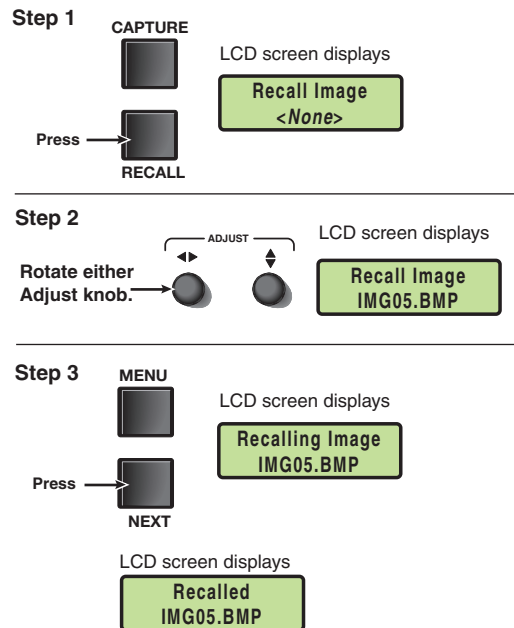 Step 1
CAPTURE
LCD screen displays
Recall Image
<None>
Press
RECALL
Step 2
ADJUST
LCD screen displays
Rotate either
Adjust knob.
Recall Image
IMG05.BMP
Step 3
MENU
LCD screen displays
Recalling Image
IMG05.BMP
Press
NEXT
LCD screen displays
Recalled
IMG05.BMP